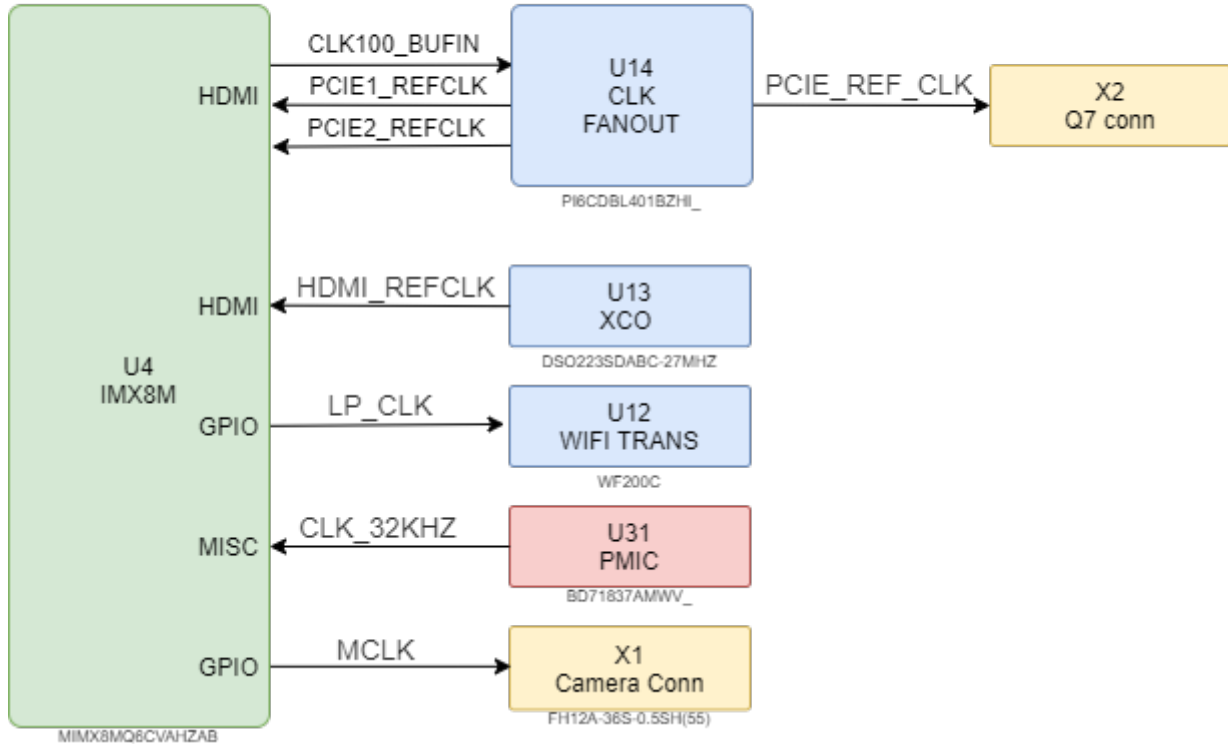 CLK100_BUFIN
U14
CLK
FANOUT
HDMI
PCIE1_REFCLK
PCIE_REF_CLK
X2
Q7 conn
PCIE2_REFCLK
PI6CDBL401BZHI_
HDMI
HDMI_REFCLK
U13
XCO
DSO223SDABC-27MHZ
U4
IMX8M
GPIO
LP_CLK
U12
WIFI TRANS
WF200C
MISC
CLK_32KHZ
U31
PMIC
BD71837AMWV_
GPIO
MCLK
X1
Camera Conn
FH12A-36S-0.5SH(55)
MIMX8MQ6CVAHZAB